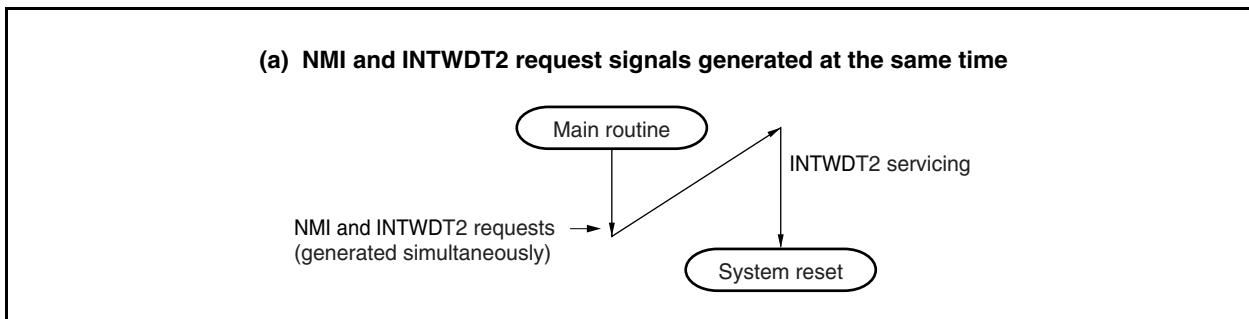 (a) NMI and INTWDT2 request signals generated at the same time
Main routine
INTWDT2 servicing
NMI and INTWDT2 requests
(generated simultaneously)
System reset